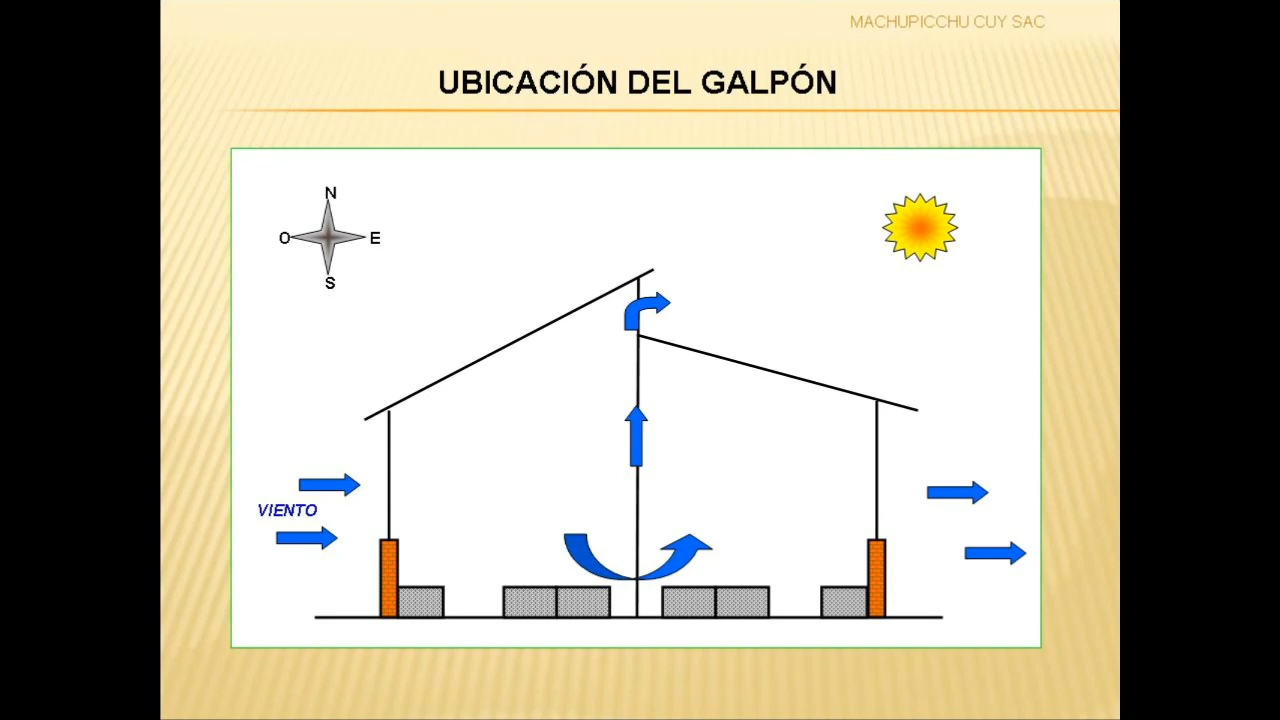 MACHUPICCHU CUY SAC
UBICACIÓN DEL GALPÓN
N
O
E
S
VIENTO